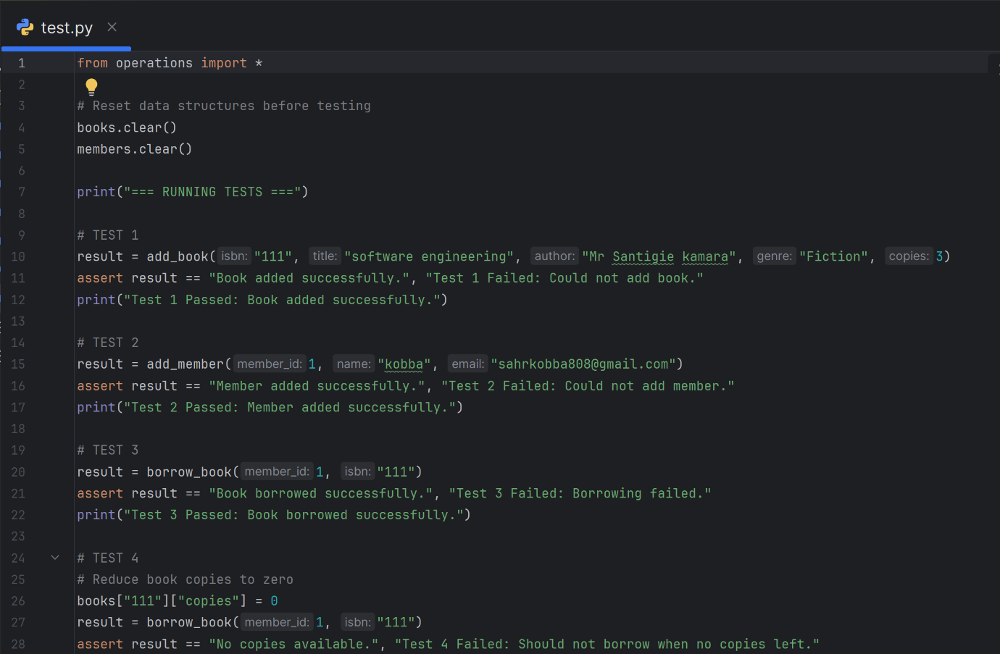 test.py
1 from operations import *
2
3 # Reset data structures before testing
4 books.clear()
5 members.clear()
6
7 print("=== RUNNING TESTS ===")
8
9 # TEST 1
10 result = add_book( isbn: "111", title: "software engineering", author: "Mr Santigie kamara", genre: "Fiction", copies: 3)
11 assert result == "Book added successfully.", "Test 1 Failed: Could not add book."
12 print("Test 1 Passed: Book added successfully.")
13
14 # TEST 2
15 result = add_member( member_id: 1, name: "kobba", email: "sahrkobba808@gmail.com")
16 assert result == "Member added successfully.", "Test 2 Failed: Could not add member."
17 print("Test 2 Passed: Member added successfully.")
18
19 # TEST 3
20 result = borrow_book( member_id: 1, isbn: "111")
21 assert result == "Book borrowed successfully.", "Test 3 Failed: Borrowing failed."
22 print("Test 3 Passed: Book borrowed successfully.")
23
24 # TEST 4
25 # Reduce book copies to zero
26 books["111"]["copies"] = 0
27 result = borrow_book( member_id: 1, isbn: "111")
28 assert result == "No copies available.", "Test 4 Failed: Should not borrow when no copies left."